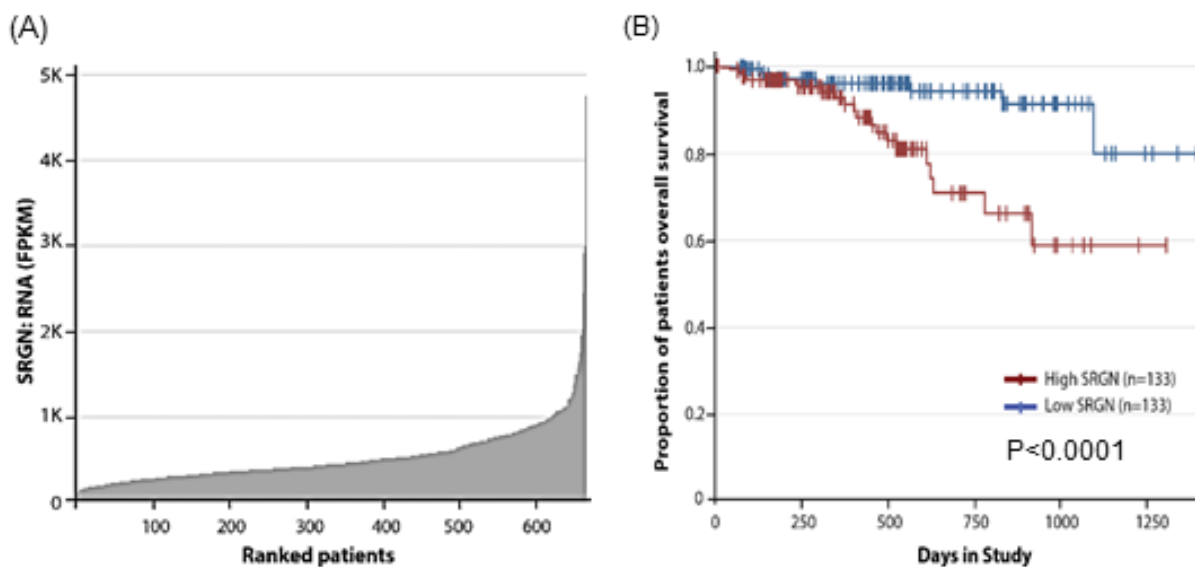 (A)
5K
4K
3K
2K
1K
0
SRGN: RNA (FPKM)
100 200 300 400 500 600
Ranked patients
(B)
1.0
0.8
0.6
0.4
0.2
0
Proportion of patients overall survival
High SRGN (n=133)
Low SRGN (n=133)
P<0.0001
0 250 500 750 1000 1250
Days in Study